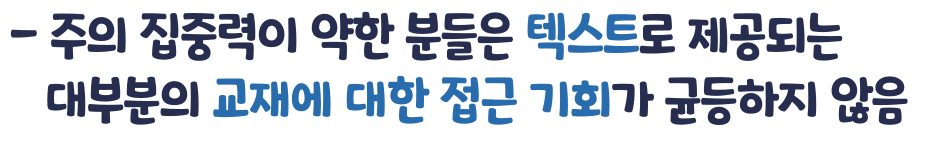 - 주의 집중력이 약한 분들은 텍스트로 제공되는
대부분의 교재에 대한 접근 기회가 균등하지 않음